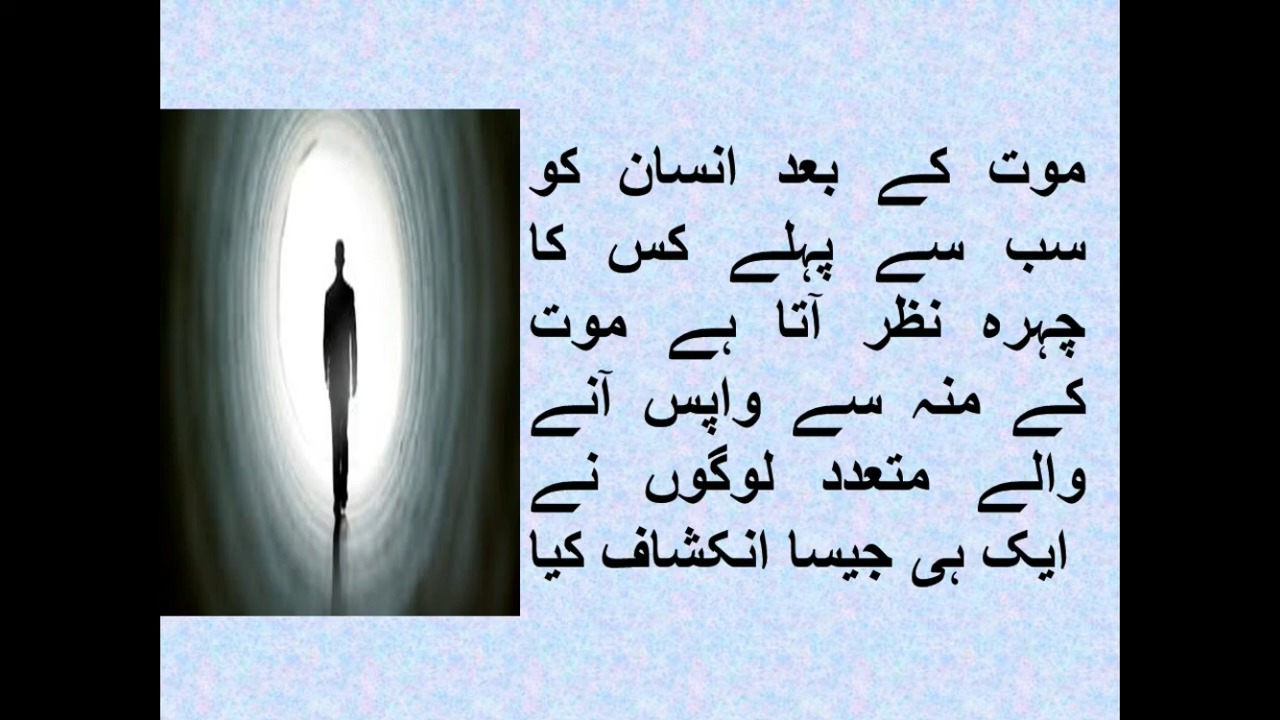 موت کے بعد انسان کو
سب سے پہلے کس کا
چہرہ نظر آتا ہے موت
کے منہ سے واپس آنے
والے متعدد لوگوں نے
ایک ہی جیسا انکشاف کیا